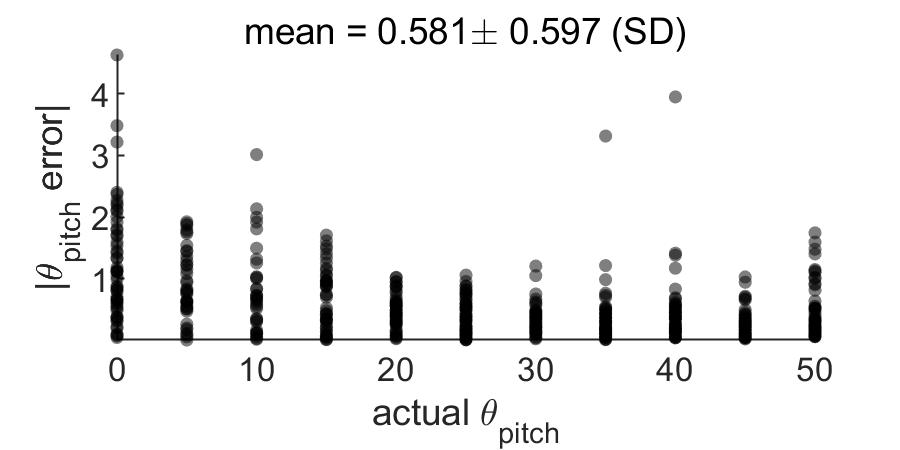 mean = 0.581± 0.597 (SD)
|θpitch error|
4
3
2
1
0 10 20 30 40 50
actual θpitch